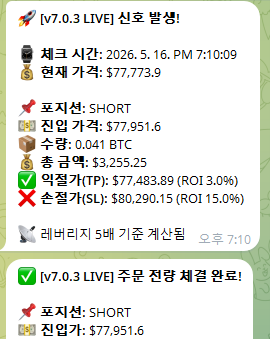 🚀 [v7.0.3 LIVE] 신호 발생!
⌚ 체크 시간: 2026. 5. 16. PM 7:10:09
💰 현재 가격: $77,773.9
📌 포지션: SHORT
💵 진입 가격: $77,951.6
📦 수량: 0.041 BTC
💰 총 금액: $3,255.25
✅ 익절가(TP): $77,483.89 (ROI 3.0%)
❌ 손절가(SL): $80,290.15 (ROI 15.0%)
📡 레버리지 5배 기준 계산됨 오후 7:10
✅ [v7.0.3 LIVE] 주문 전량 체결 완료!
📌 포지션: SHORT
💵 진입가: $77,951.6